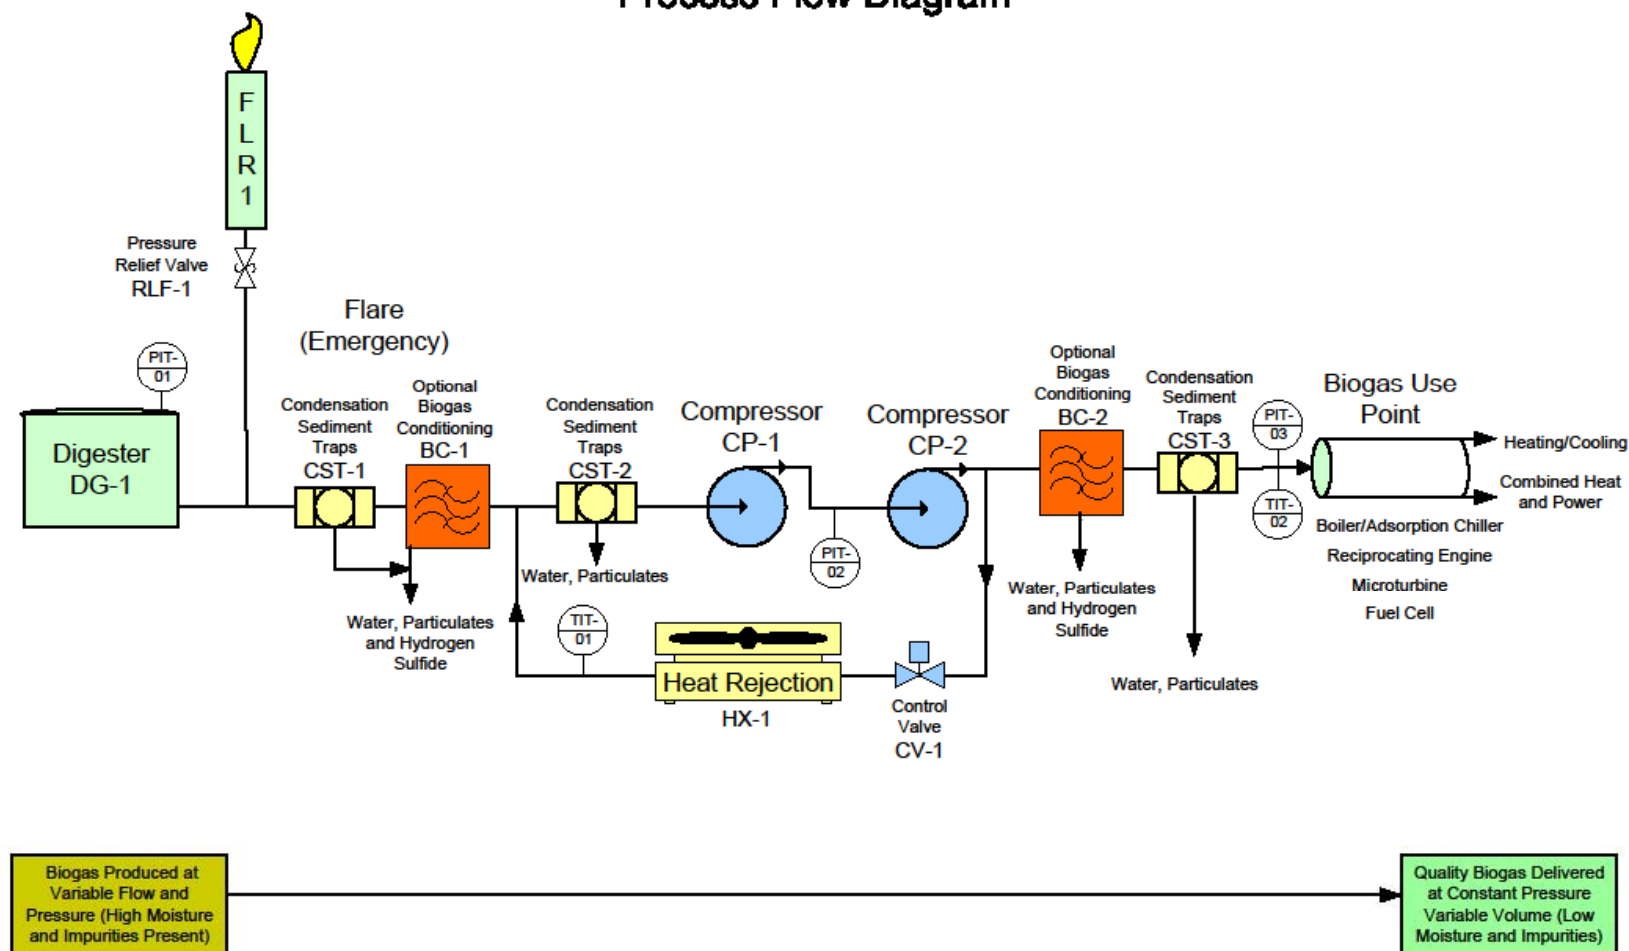 Process Flow Diagram
F
L
R
1
Pressure
Relief Valve
RLF-1
Flare
(Emergency)
PIT-
01
Digester
DG-1
Condensation
Sediment
Traps
CST-1
Optional
Biogas
Conditioning
BC-1
Water, Particulates
and Hydrogen
Sulfide
Condensation
Sediment
Traps
CST-2
Water, Particulates
Compressor
CP-1
PIT-
02
Compressor
CP-2
TIT-
01
Heat Rejection
HX-1
Control
Valve
CV-1
Optional
Biogas
Conditioning
BC-2
Water, Particulates
and Hydrogen
Sulfide
Condensation
Sediment
Traps
CST-3
Water, Particulates
PIT-
03
TIT-
02
Biogas Use
Point
Heating/Cooling
Combined Heat
and Power
Boiler/Adsorption Chiller
Reciprocating Engine
Microturbine
Fuel Cell
Biogas Produced at
Variable Flow and
Pressure (High Moisture
and Impurities Present)
Quality Biogas Delivered
at Constant Pressure
Variable Volume (Low
Moisture and Impurities)